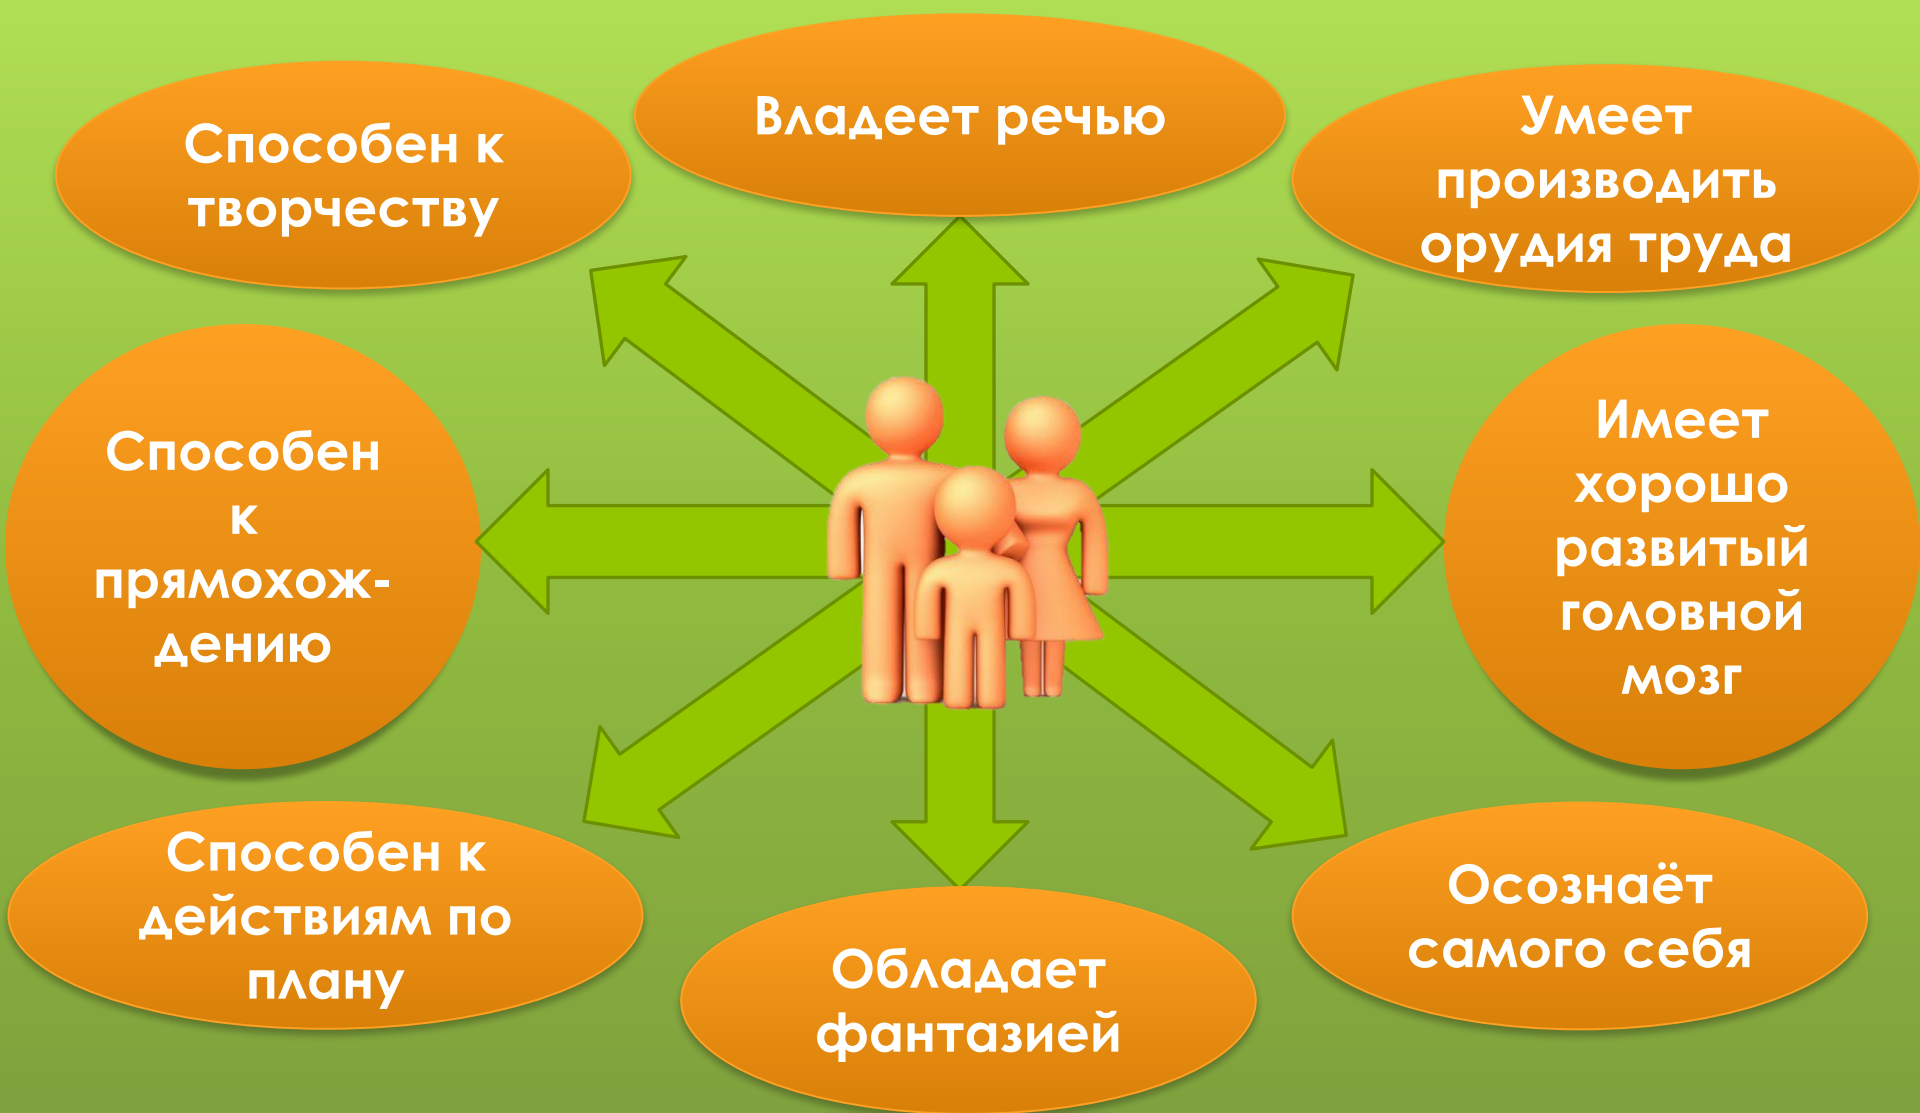 Владеет речью
Способен к
творчеству
Умеет
производить
орудия труда
Способен
к
прямохож-
дению
Имеет
хорошо
развитый
головной
мозг
Способен к
действиям по
плану
Обладает
фантазией
Осознаёт
самого себя